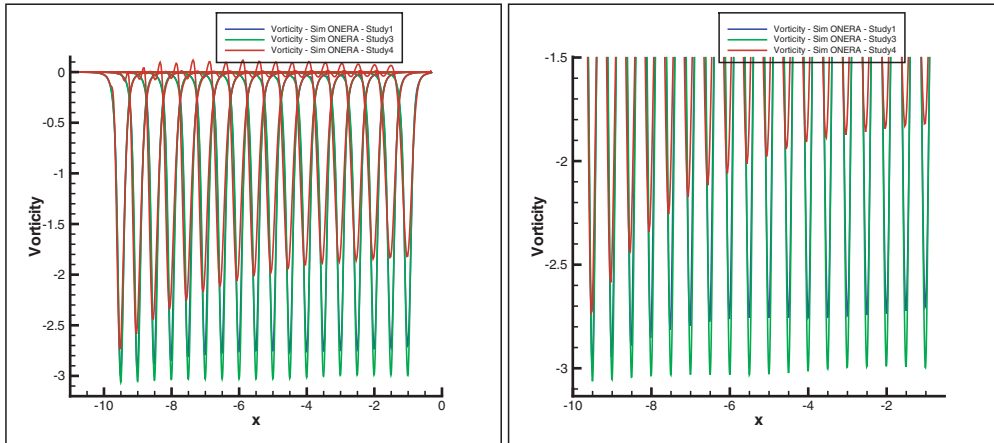 Vorticity - Sim ONERA - Study1
Vorticity - Sim ONERA - Study3
Vorticity - Sim ONERA - Study4
0
-0.5
-1
-1.5
-2
-2.5
-3
Vorticity
-10
-8
-6
-4
-2
0
x
Vorticity - Sim ONERA - Study1
Vorticity - Sim ONERA - Study3
Vorticity - Sim ONERA - Study4
-1.5
-2
-2.5
-3
Vorticity
-10
-8
-6
-4
-2
x